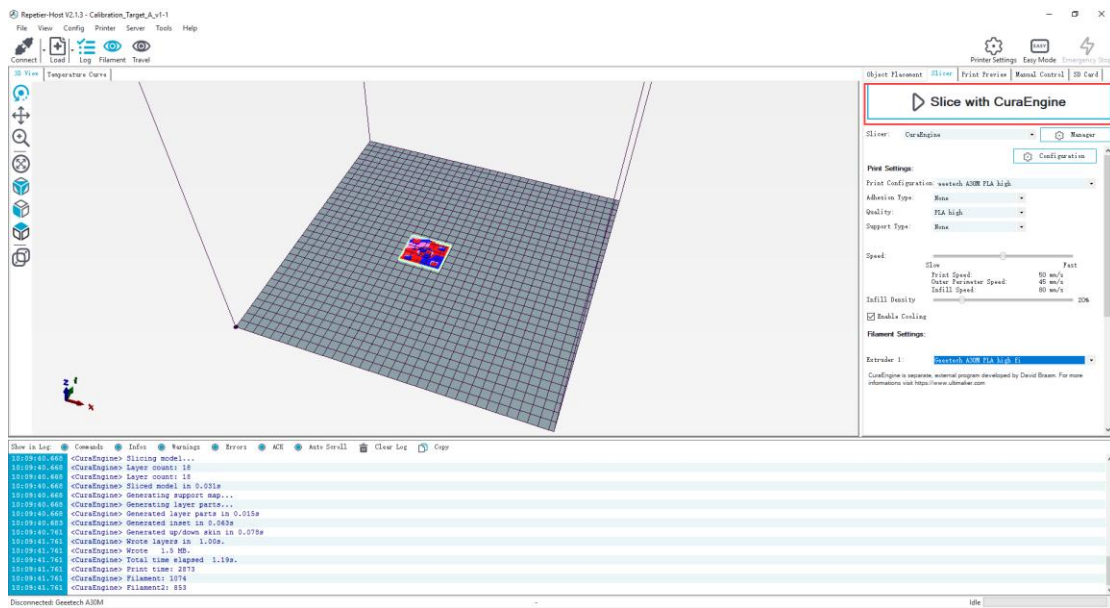 Repetier-Host V2.1.3 - Calibration_Target_A_v1-1
File View Config Printer Server Tools Help
Connect Load Log Filament Travel
Printer Settings EASY Easy Mode Emergency Stop
3D View Temperature Curve
Object Placement Slicer Print Preview Manual Control SD Card
Slice with CuraEngine
Slicer: CuraEngine Manager
Configuration
Print Settings:
Print Configuration: geeetech A30M PLA high
Adhesion Type: None
Quality: PLA high
Support Type: None
Speed:
Slow Fast
Print Speed: 50 mm/s
Outer Perimeter Speed: 45 mm/s
Infill Speed: 80 mm/s
Infill Density 20%
Enable Cooling
Filament Settings:
Extruder 1: Geeetech A30M PLA high fi
CuraEngine is separate, external program developed by David Braam. For more
informations visit https://www.ultimaker.com
Z Y
X
Show in Log: Commands Infos Warnings Errors ACK Auto Scroll Clear Log Copy
10:09:40.668 <CuraEngine> Slicing model...
10:09:40.668 <CuraEngine> Layer count: 18
10:09:40.668 <CuraEngine> Layer count: 18
10:09:40.668 <CuraEngine> Sliced model in 0.031s
10:09:40.668 <CuraEngine> Generating support map...
10:09:40.668 <CuraEngine> Generating layer parts...
10:09:40.668 <CuraEngine> Generated layer parts in 0.015s
10:09:40.683 <CuraEngine> Generated inset in 0.063s
10:09:40.761 <CuraEngine> Generated up/down skin in 0.078s
10:09:41.761 <CuraEngine> Wrote layers in 1.00s.
10:09:41.761 <CuraEngine> Wrote 1.5 MB.
10:09:41.761 <CuraEngine> Total time elapsed 1.19s.
10:09:41.761 <CuraEngine> Print time: 2873
10:09:41.761 <CuraEngine> Filament: 1074
10:09:41.761 <CuraEngine> Filament2: 853
Disconnected: Geeetech A30M - Idle